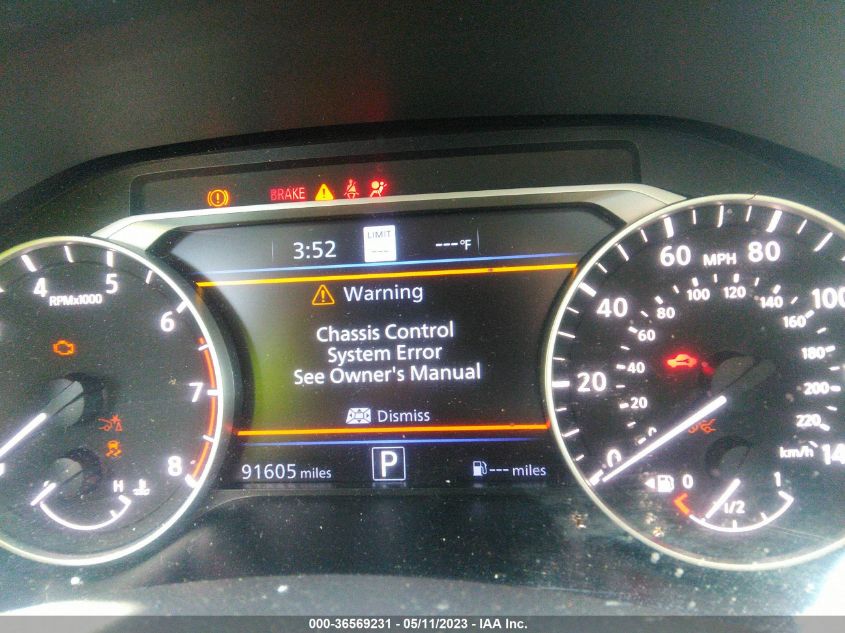 BRAKE
3:52
LIMIT
---
--- °F
Warning
Chassis Control
System Error
See Owner's Manual
Dismiss
91605 miles
P
--- miles
4
5
6
7
8
RPMx1000
H
0
20
40
60
80
100
14
MPH
0
20
40
60
80
100
120
140
160
180
200
220
km/h
0
1/2
1
000-36569231 - 05/11/2023 - IAA Inc.